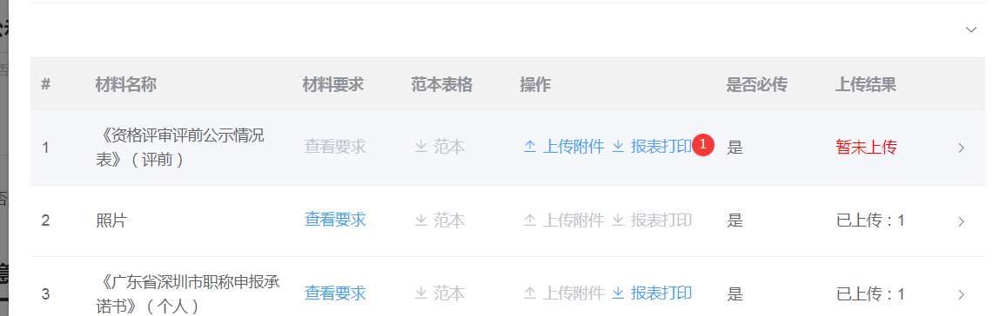 # 材料名称 材料要求 范本表格 操作 是否必传 上传结果
1 《资格评审评前公示情况表》（评前） 查看要求 范本 上传附件 报表打印 1 是 暂未上传
2 照片 查看要求 范本 上传附件 报表打印 是 已上传：1
3 《广东省深圳市职称申报承诺书》（个人） 查看要求 范本 上传附件 报表打印 是 已上传：1